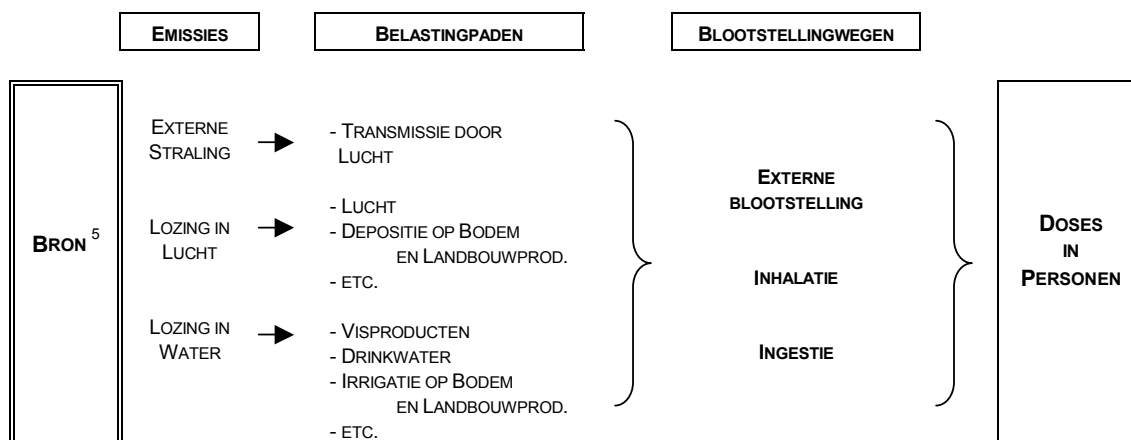 EMISSIES
BELASTINGPADEN
BLOOTSTELLINGWEGEN
BRON 5
EXTERNE
STRALING
- TRANSMISSIE DOOR
LUCHT
LOZING IN
LUCHT
- LUCHT
- DEPOSITIE OP BODEM
EN LANDBOUWPROD.
- ETC.
LOZING IN
WATER
- VISPRODUCTEN
- DRINKWATER
- IRRIGATIE OP BODEM
EN LANDBOUWPROD.
- ETC.
EXTERNE
BLOOTSTELLING
INHALATIE
INGESTIE
DOSES
IN
PERSONEN